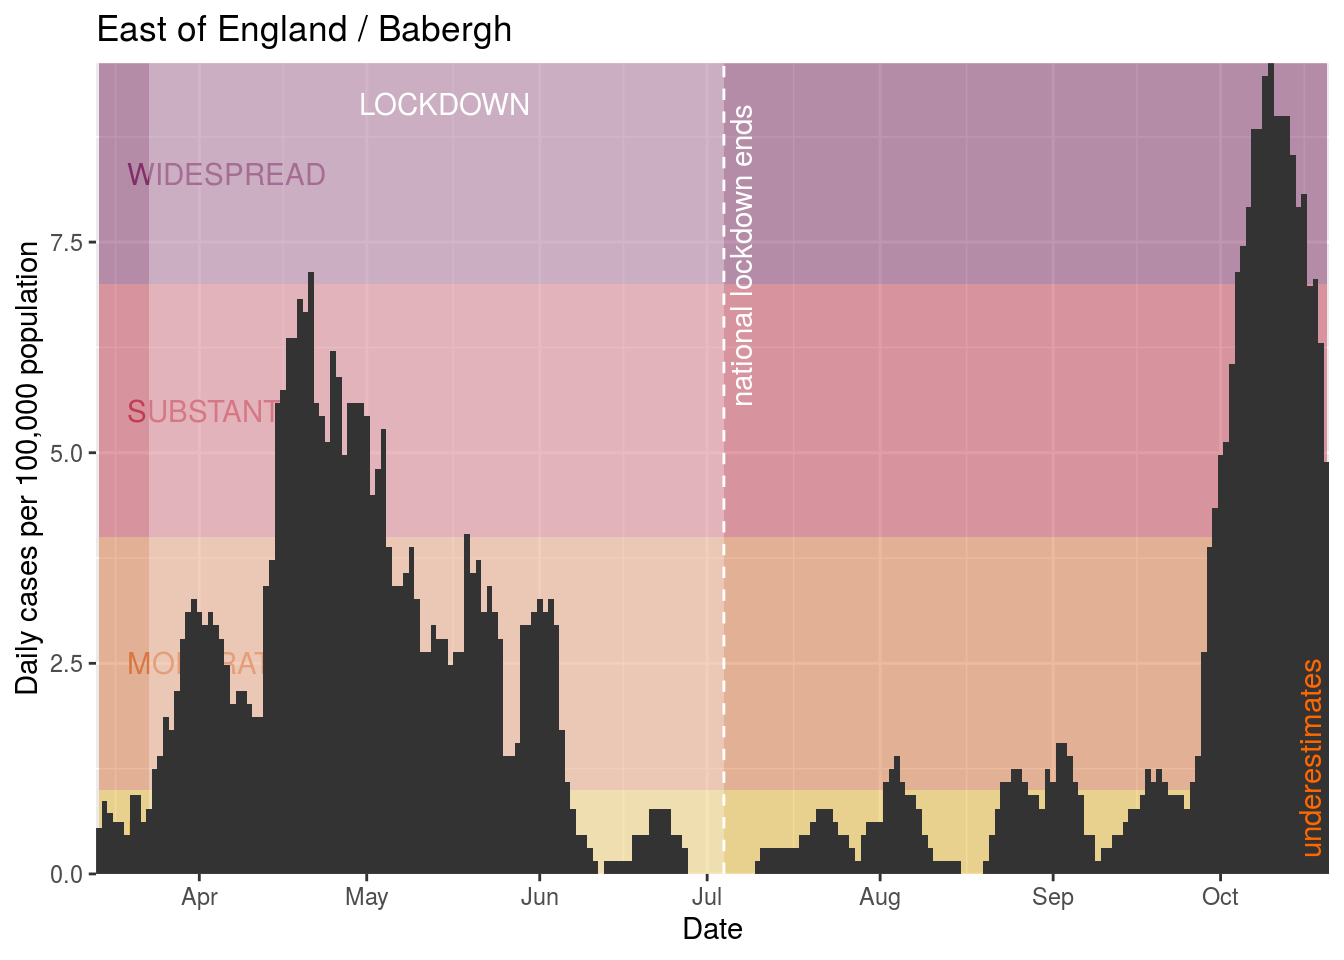 East of England / Babergh
LOCKDOWN
WIDESPREAD
national lockdown ends
7.5
SUBSTANT
5.0
2.5
underestimates
0.0
Daily cases per 100,000 population
Apr
May
Jun
Jul
Aug
Sep
Oct
Date